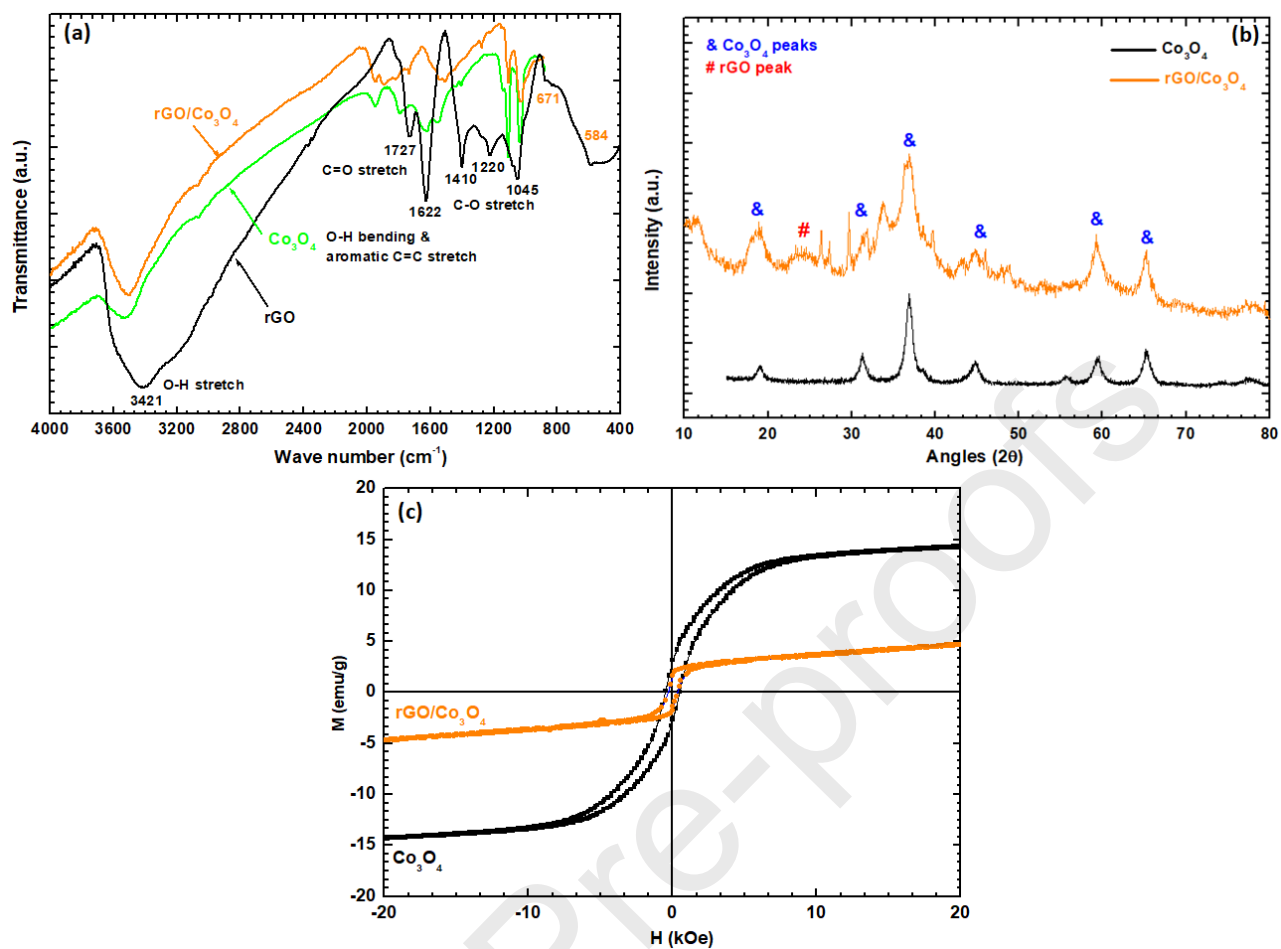 (a)
rGO/Co₃O₄
Co₃O₄
rGO
1727
C=O stretch
1622
1410
1220
1045
C-O stretch
671
584
O-H bending &
aromatic C=C stretch
O-H stretch
3421
Transmittance (a.u.)
4000 3600 3200 2800 2400 2000 1600 1200 800 400
Wave number (cm⁻¹)
(b)
& Co₃O₄ peaks
# rGO peak
Co₃O₄
rGO/Co₃O₄
& # & & & & &
Intensity (a.u.)
10 20 30 40 50 60 70 80
Angles (2θ)
(c)
20
15
10
5
0
-5
-10
-15
-20
M (emu/g)
rGO/Co₃O₄
Co₃O₄
-20 -10 0 10 20
H (kOe)
Pre-proofs